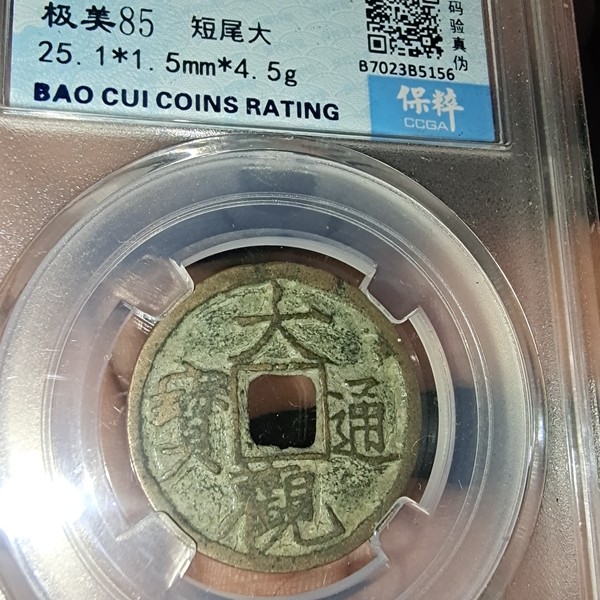 极美85 短尾大
25.1*1.5mm*4.5g
BAO CUI COINS RATING
码验真伪
B7023B5156
保粹
CCGA
大
觀
通
寶